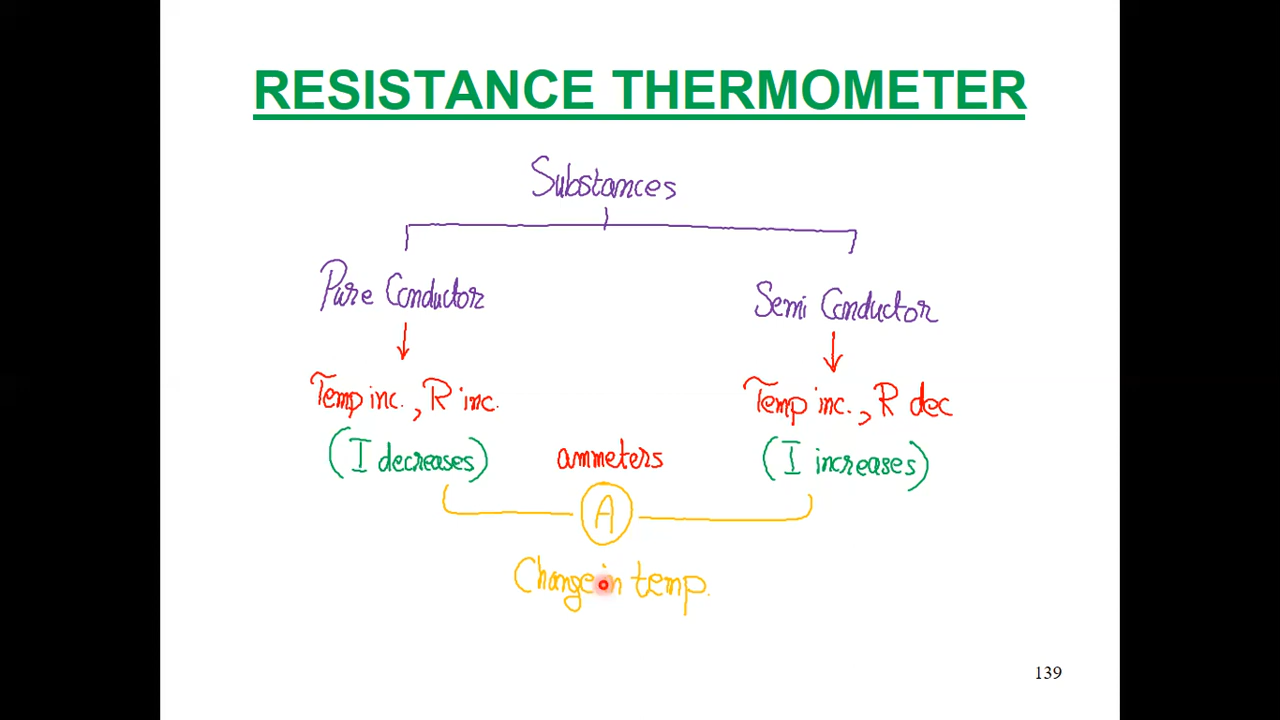 RESISTANCE THERMOMETER
Substances
Pure Conductor
Semi Conductor
Temp inc., R inc.
Temp inc., R dec
(I decreases)
ammeters
(I increases)
A
Change in temp.
139